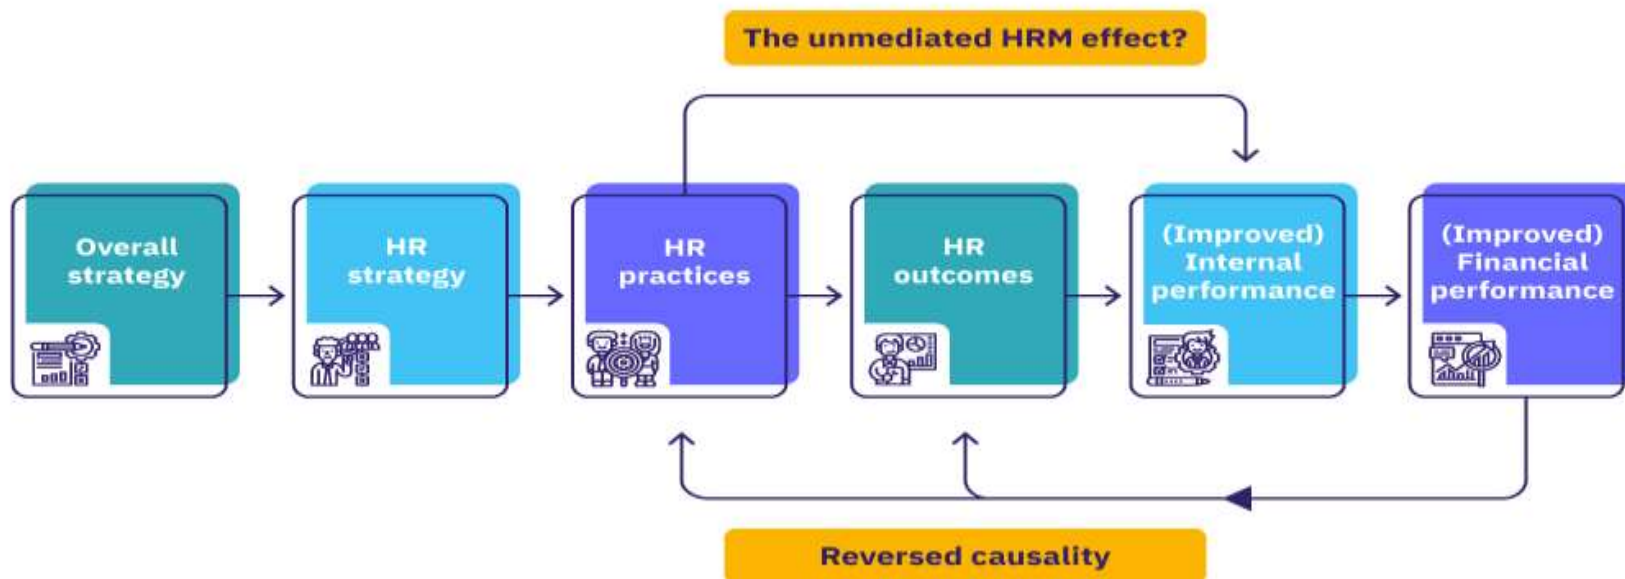 The unmediated HRM effect?
Overall
strategy
HR
strategy
HR
practices
HR
outcomes
(Improved)
Internal
performance
(Improved)
Financial
performance
Reversed causality